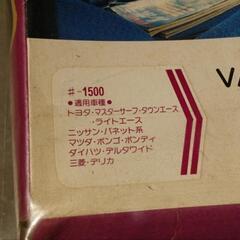 #-1500
●適用車種●
トヨタ・マスターサーフ・タウンエース
・ライトエース
ニッサン・バネット系
マツダ・ボンゴ・ボンディ
ダイハツ・デルタワイド
三菱・デリカ